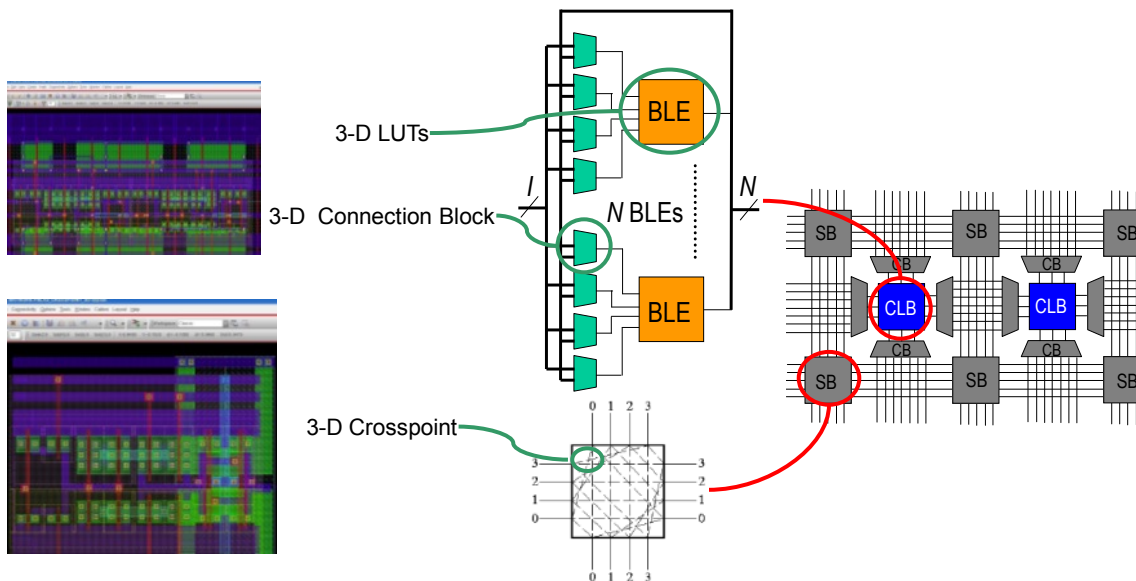 3-D LUTs
3-D Connection Block
3-D Crosspoint
I
N
BLE
N BLEs
BLE
SB
SB
SB
CB
CB
CLB
CLB
CB
CB
SB
SB
SB
0 1 2 3
3 3
2 2
1 1
0 0
0 1 2 3